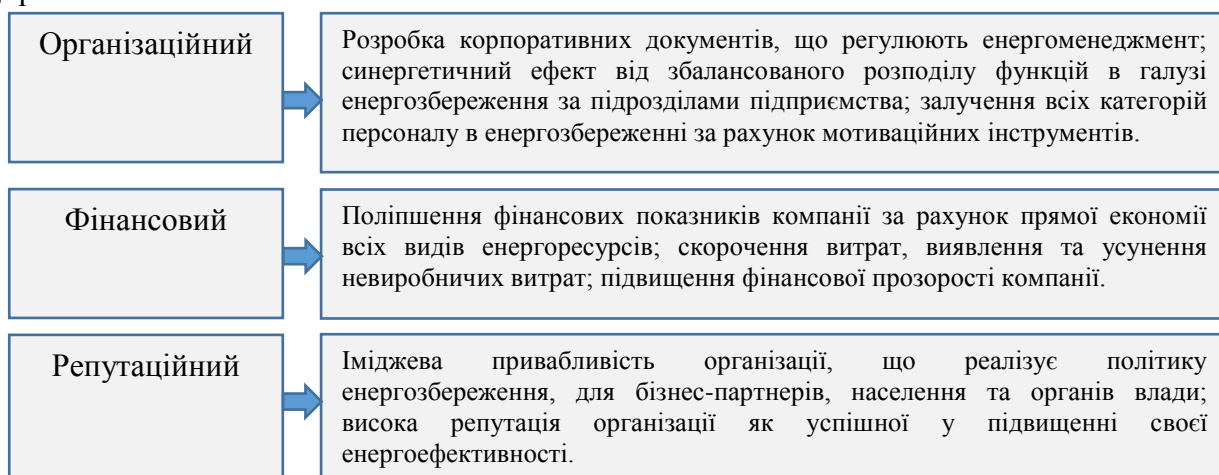 Організаційний
Розробка корпоративних документів, що регулюють енергоменеджмент;
синергетичний ефект від збалансованого розподілу функцій в галузі
енергозбереження за підрозділами підприємства; залучення всіх категорій
персоналу в енергозбереженні за рахунок мотиваційних інструментів.
Фінансовий
Поліпшення фінансових показників компанії за рахунок прямої економії
всіх видів енергоресурсів; скорочення витрат, виявлення та усунення
невиробничих витрат; підвищення фінансової прозорості компанії.
Репутаційний
Іміджева привабливість організації, що реалізує політику
енергозбереження, для бізнес-партнерів, населення та органів влади;
висока репутація організації як успішної у підвищенні своєї
енергоефективності.